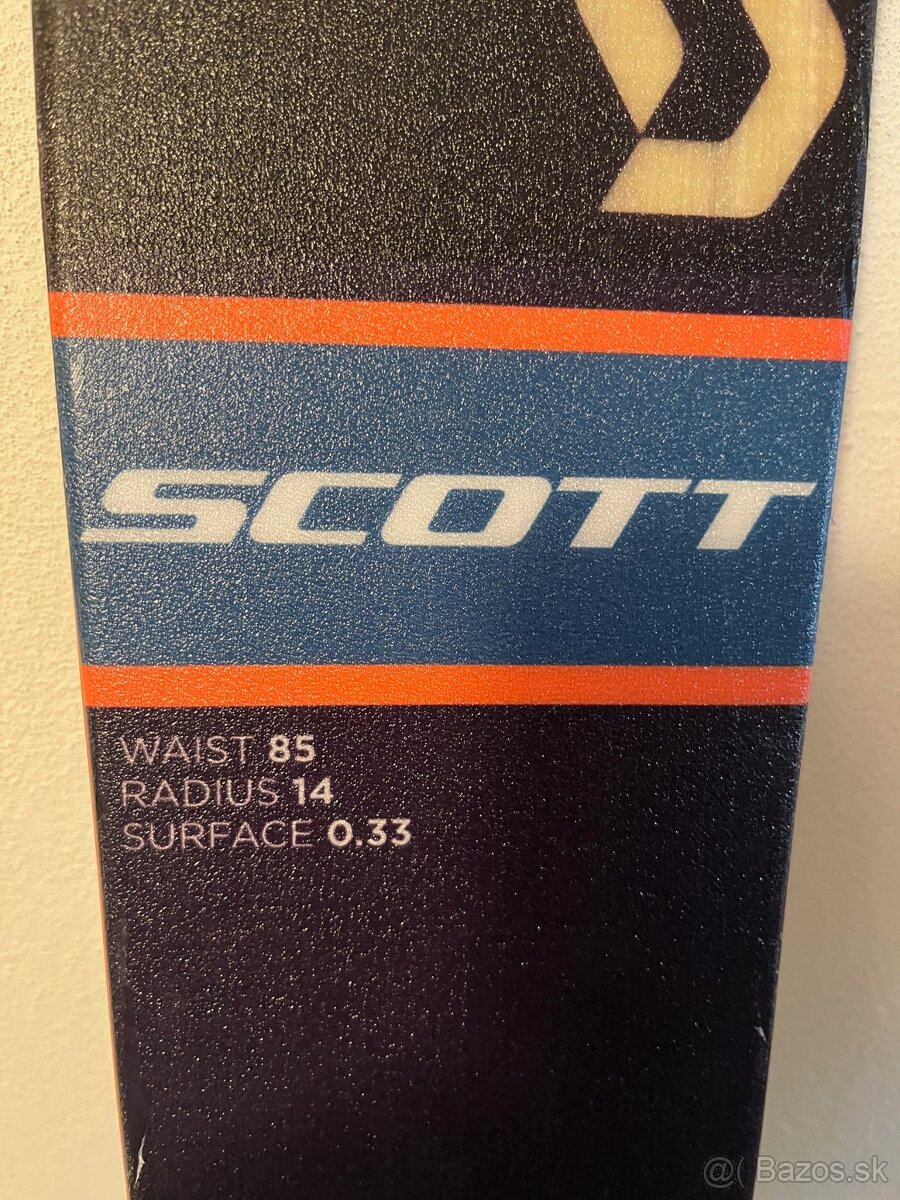 SCOTT
WAIST 85
RADIUS 14
SURFACE 0.33
@( Bazos.sk